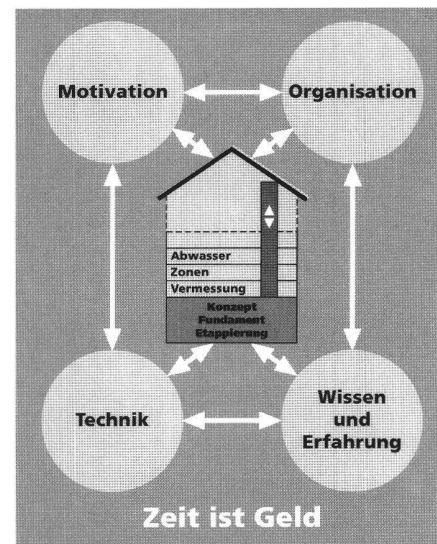 Motivation
Organisation
Abwasser
Zonen
Vermessung
Konzept
Fundament
Etappierung
Technik
Wissen
und
Erfahrung
Zeit ist Geld